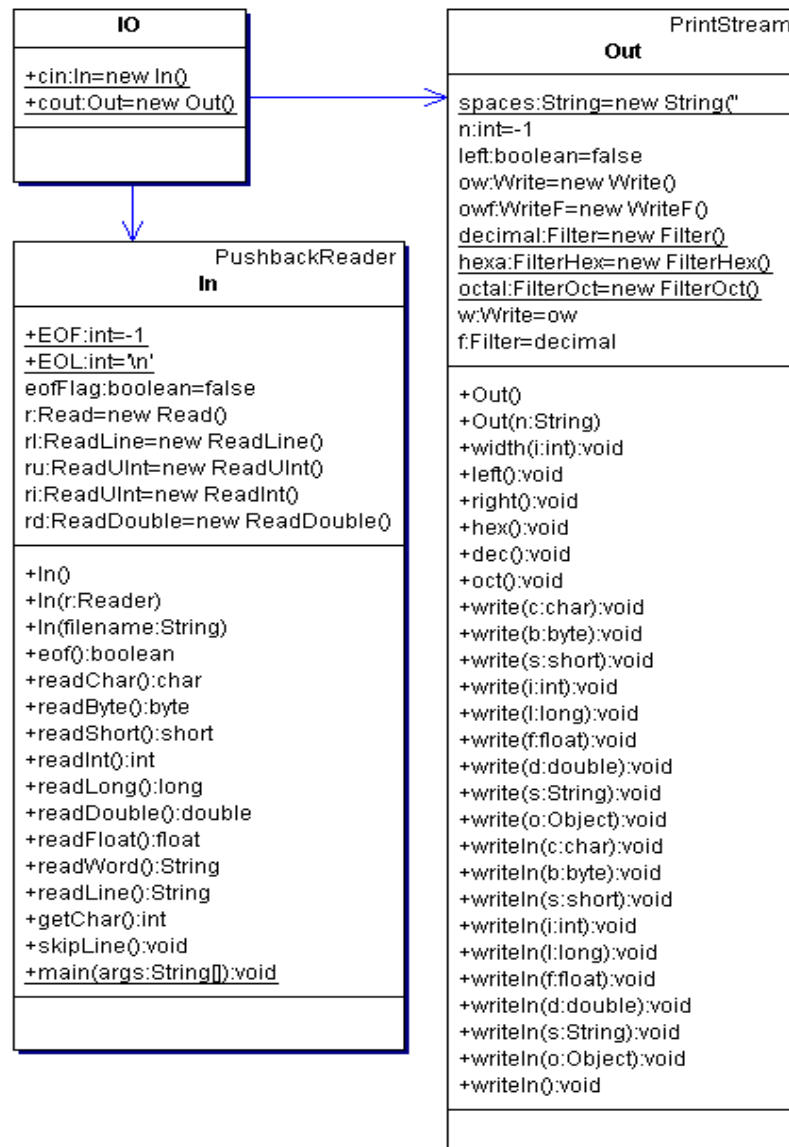 IO
+cin:In=new In()
+cout:Out=new Out()
PushbackReader
In
+EOF:int=-1
+EOL:int='\n'
eofFlag:boolean=false
r:Read=new Read()
rl:ReadLine=new ReadLine()
ru:ReadUInt=new ReadUInt()
ri:ReadUInt=new ReadInt()
rd:ReadDouble=new ReadDouble()
+In()
+In(r:Reader)
+In(filename:String)
+eof():boolean
+readChar():char
+readByte():byte
+readShort():short
+readInt():int
+readLong():long
+readDouble():double
+readFloat():float
+readWord():String
+readLine():String
+getChar():int
+skipLine():void
+main(args:String[]):void
PrintStream
Out
spaces:String=new String("
n:int=-1
left:boolean=false
ow:Write=new Write()
owf:WriteF=new WriteF()
decimal:Filter=new Filter()
hexa:FilterHex=new FilterHex()
octal:FilterOct=new FilterOct()
w:Write=ow
f:Filter=decimal
+Out()
+Out(n:String)
+width(i:int):void
+left():void
+right():void
+hex():void
+dec():void
+oct():void
+write(c:char):void
+write(b:byte):void
+write(s:short):void
+write(i:int):void
+write(l:long):void
+write(f:float):void
+write(d:double):void
+write(s:String):void
+write(o:Object):void
+writeln(c:char):void
+writeln(b:byte):void
+writeln(s:short):void
+writeln(i:int):void
+writeln(l:long):void
+writeln(f:float):void
+writeln(d:double):void
+writeln(s:String):void
+writeln(o:Object):void
+writeln():void